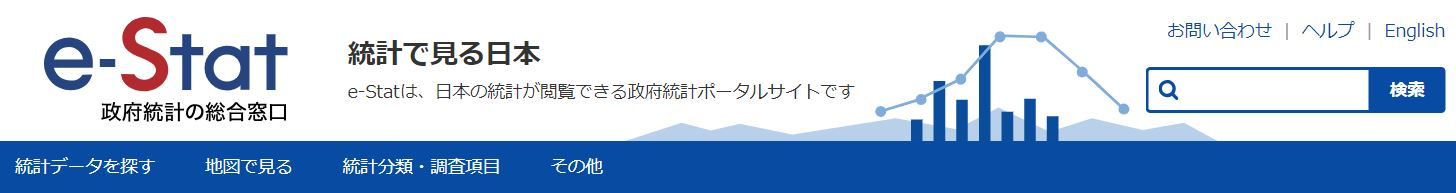 e-Stat
政府統計の総合窓口
統計で見る日本
e-Statは、日本の統計が閲覧できる政府統計ポータルサイトです
お問い合わせ | ヘルプ | English
検索
統計データを探す 地図で見る 統計分類・調査項目 その他